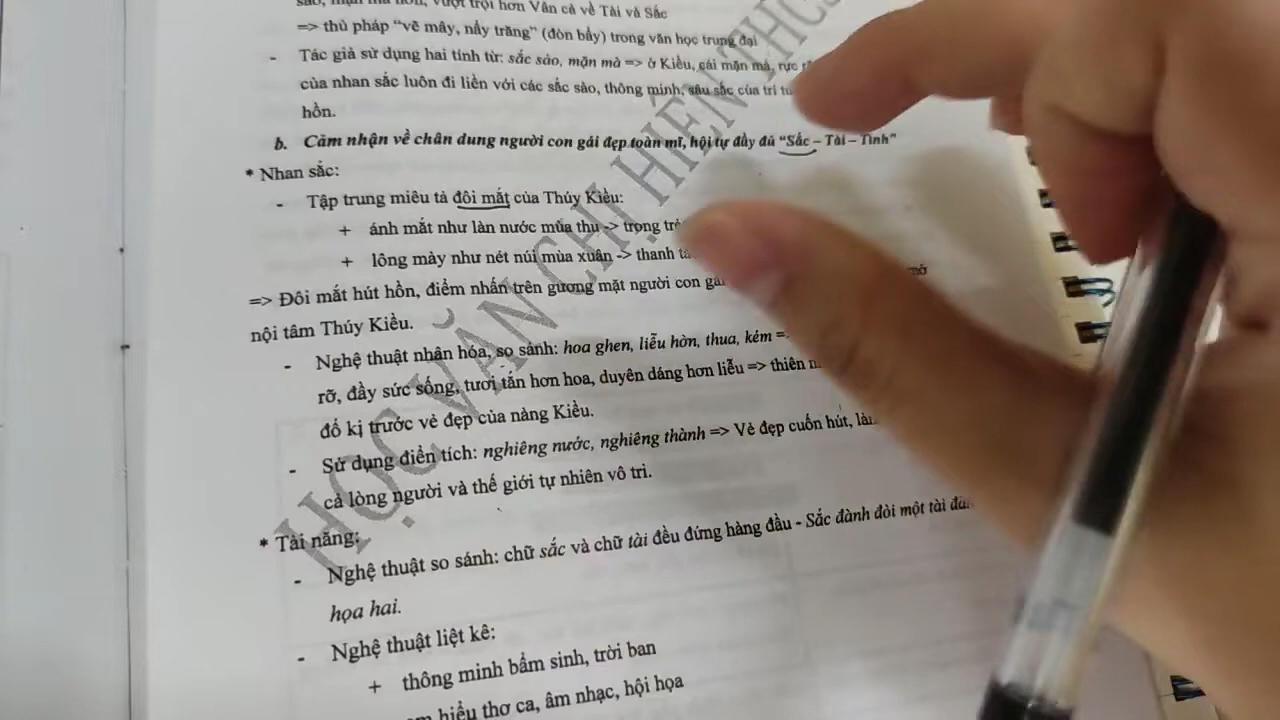 sảo, mặn mà hơn, vượt trội hơn Vân cả về Tài và Sắc
=> thủ pháp “vẽ mây, nẩy trăng” (đòn bẩy) trong văn học trung đại
- Tác giả sử dụng hai tính từ: sắc sảo, mặn mà => ở Kiều, cái mặn mà, rực
của nhan sắc luôn đi liền với các sắc sảo, thông minh, sâu sắc của trí
hồn.
b. Cảm nhận về chân dung người con gái đẹp toàn mĩ, hội tự đầy đủ “Sắc – Tài – Tình”
* Nhan sắc:
- Tập trung miêu tả đôi mắt của Thúy Kiều:
+ ánh mắt như làn nước mùa thu -> trong
+ lông mày như nét núi mùa xuân -> thanh
=> Đôi mắt hút hồn, điểm nhấn trên gương mặt người con gái
nội tâm Thúy Kiều.
- Nghệ thuật nhân hóa, so sánh: hoa ghen, liễu hờn, thua, kém =
rỡ, đầy sức sống, tươi tắn hơn hoa, duyên dáng hơn liễu => thiên
đố kị trước vẻ đẹp của nàng Kiều.
- Sử dụng điển tích: nghiêng nước, nghiêng thành => Vẻ đẹp cuốn hút,
cả lòng người và thế giới tự nhiên vô tri.
* Tài năng:
- Nghệ thuật so sánh: chữ sắc và chữ tài đều đứng hàng đầu - Sắc đành đòi một tài
họa hai.
- Nghệ thuật liệt kê:
+ thông minh bẩm sinh, trời ban
hiểu thơ ca, âm nhạc, hội họa
HỌC VĂN CHỊ HIÊN THCS